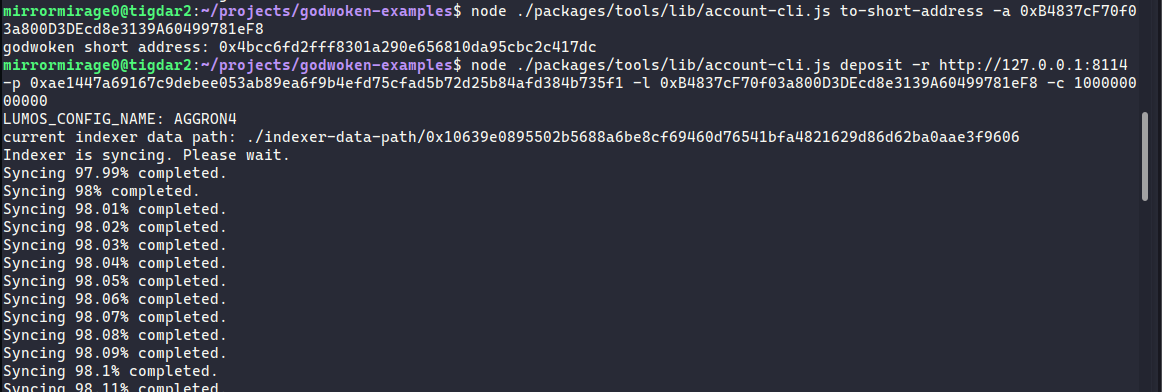 mirrormirage0@tigdar2:~/projects/godwoken-examples$ node ./packages/tools/lib/account-cli.js to-short-address -a 0xB4837cF70f0
3a800D3DEcd8e3139A60499781eF8
godwoken short address: 0x4bcc6fd2fff8301a290e656810da95cbc2c417dc
mirrormirage0@tigdar2:~/projects/godwoken-examples$ node ./packages/tools/lib/account-cli.js deposit -r http://127.0.0.1:8114
-p 0xae1447a69167c9debee053ab89ea6f9b4efd75cfad5b72d25b84afd384b735f1 -l 0xB4837cF70f03a800D3DEcd8e3139A60499781eF8 -c 10000000
00000
LUMOS_CONFIG_NAME: AGGRON4
current indexer data path: ./indexer-data-path/0x10639e0895502b5688a6be8cf69460d76541bfa4821629d86d62ba0aae3f9606
Indexer is syncing. Please wait.
Syncing 97.99% completed.
Syncing 98% completed.
Syncing 98.01% completed.
Syncing 98.02% completed.
Syncing 98.03% completed.
Syncing 98.04% completed.
Syncing 98.05% completed.
Syncing 98.06% completed.
Syncing 98.07% completed.
Syncing 98.08% completed.
Syncing 98.09% completed.
Syncing 98.1% completed.
Syncing 98.11% completed